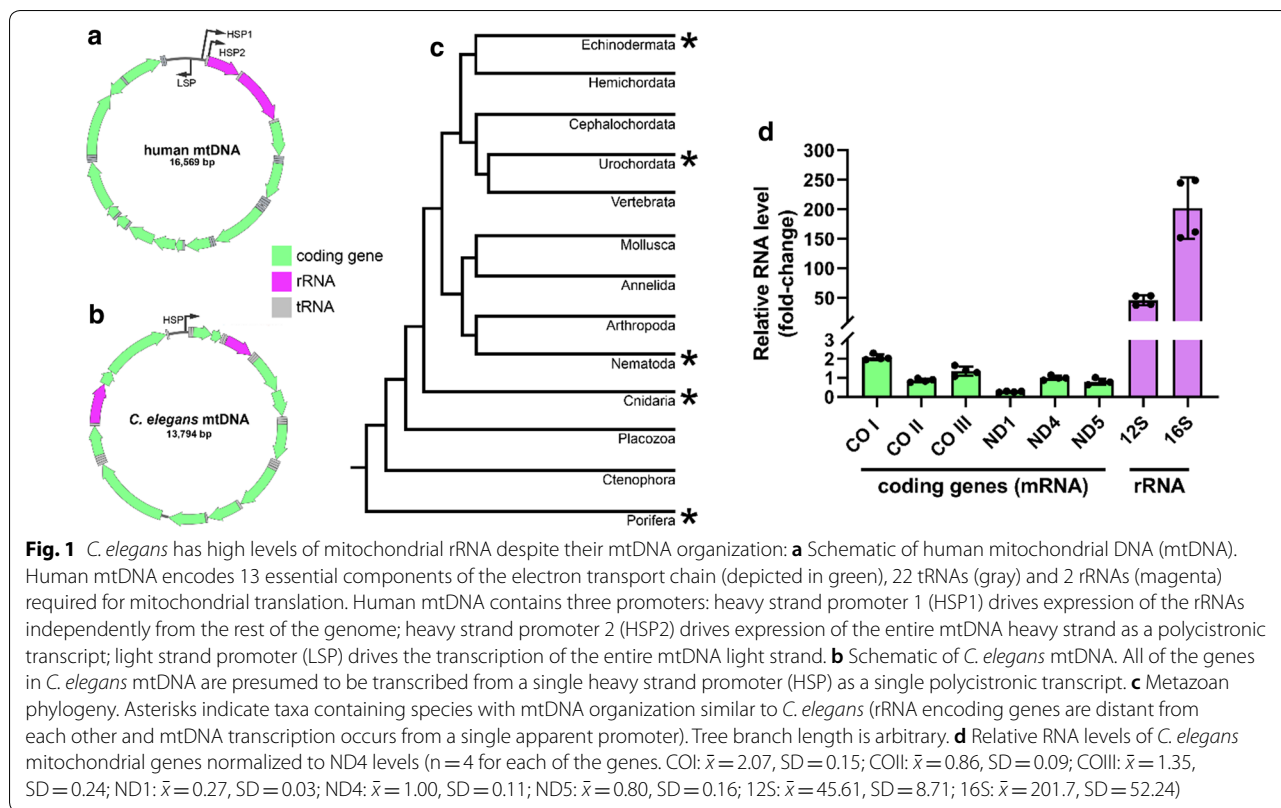 a
HSP1
HSP2
LSP
human mtDNA
16,569 bp
coding gene
rRNA
tRNA
b
HSP
C. elegans mtDNA
13,794 bp
c
Echinodermata *
Hemichordata
Cephalochordata
Urochordata *
Vertebrata
Mollusca
Annelida
Arthropoda
Nematoda *
Cnidaria *
Placozoa
Ctenophora
Porifera *
d
Relative RNA level
(fold-change)
300
250
200
150
100
50
3
2
1
0
CO I
CO II
CO III
ND1
ND4
ND5
12S
16S
coding genes (mRNA)
rRNA
Fig. 1 C. elegans has high levels of mitochondrial rRNA despite their mtDNA organization: a Schematic of human mitochondrial DNA (mtDNA).
Human mtDNA encodes 13 essential components of the electron transport chain (depicted in green), 22 tRNAs (gray) and 2 rRNAs (magenta)
required for mitochondrial translation. Human mtDNA contains three promoters: heavy strand promoter 1 (HSP1) drives expression of the rRNAs
independently from the rest of the genome; heavy strand promoter 2 (HSP2) drives expression of the entire mtDNA heavy strand as a polycistronic
transcript; light strand promoter (LSP) drives the transcription of the entire mtDNA light strand. b Schematic of C. elegans mtDNA. All of the genes
in C. elegans mtDNA are presumed to be transcribed from a single heavy strand promoter (HSP) as a single polycistronic transcript. c Metazoan
phylogeny. Asterisks indicate taxa containing species with mtDNA organization similar to C. elegans (rRNA encoding genes are distant from
each other and mtDNA transcription occurs from a single apparent promoter). Tree branch length is arbitrary. d Relative RNA levels of C. elegans
mitochondrial genes normalized to ND4 levels (n = 4 for each of the genes. COI: x̄ = 2.07, SD = 0.15; COII: x̄ = 0.86, SD = 0.09; COIII: x̄ = 1.35,
SD = 0.24; ND1: x̄ = 0.27, SD = 0.03; ND4: x̄ = 1.00, SD = 0.11; ND5: x̄ = 0.80, SD = 0.16; 12S: x̄ = 45.61, SD = 8.71; 16S: x̄ = 201.7, SD = 52.24)